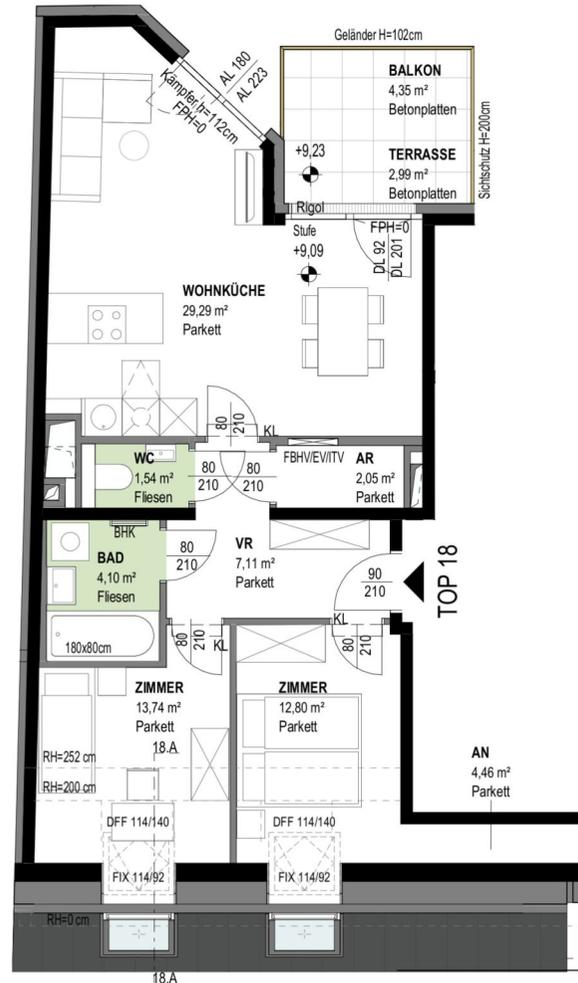 Geländer H=102cm
BALKON
4,35 m²
Betonplatten
TERRASSE
2,99 m²
Betonplatten
Sichtschutz H=200cm
AL 180
AL 223
Kämpfer h=112cm
FPH=0
+9,23
Rigol
Stufe
+9,09
FPH=0
DL 92
DL 201
WOHNKÜCHE
29,29 m²
Parkett
80
210
KL
WC
1,54 m²
Fliesen
80
210
80
210
FBHV/EV/ITV
AR
2,05 m²
Parkett
BHK
BAD
4,10 m²
Fliesen
80
210
VR
7,11 m²
Parkett
90
210
TOP 18
180x80cm
80
210
KL
80
210
KL
ZIMMER
13,74 m²
Parkett
ZIMMER
12,80 m²
Parkett
18.A
RH=252 cm
RH=200 cm
AN
4,46 m²
Parkett
DFF 114/140
DFF 114/140
FIX 114/92
FIX 114/92
RH=0 cm
18.A